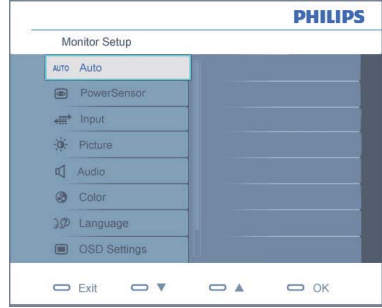 PHILIPS
Monitor Setup
AUTO Auto
PowerSensor
Input
Picture
Audio
Color
Language
OSD Settings
Exit ▼ ▲ OK